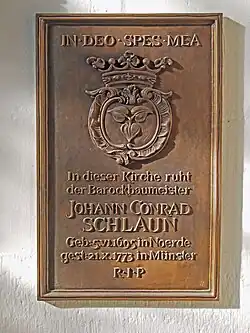 IN·DEO·SPES·MEA
In dieser Kirche ruht
der Barockbaumeister
JOHANN CONRAD
SCHLAUN
Geb:5.VI.1695 in Noerde
gest:21.X.1773 in Münster
R·I·P